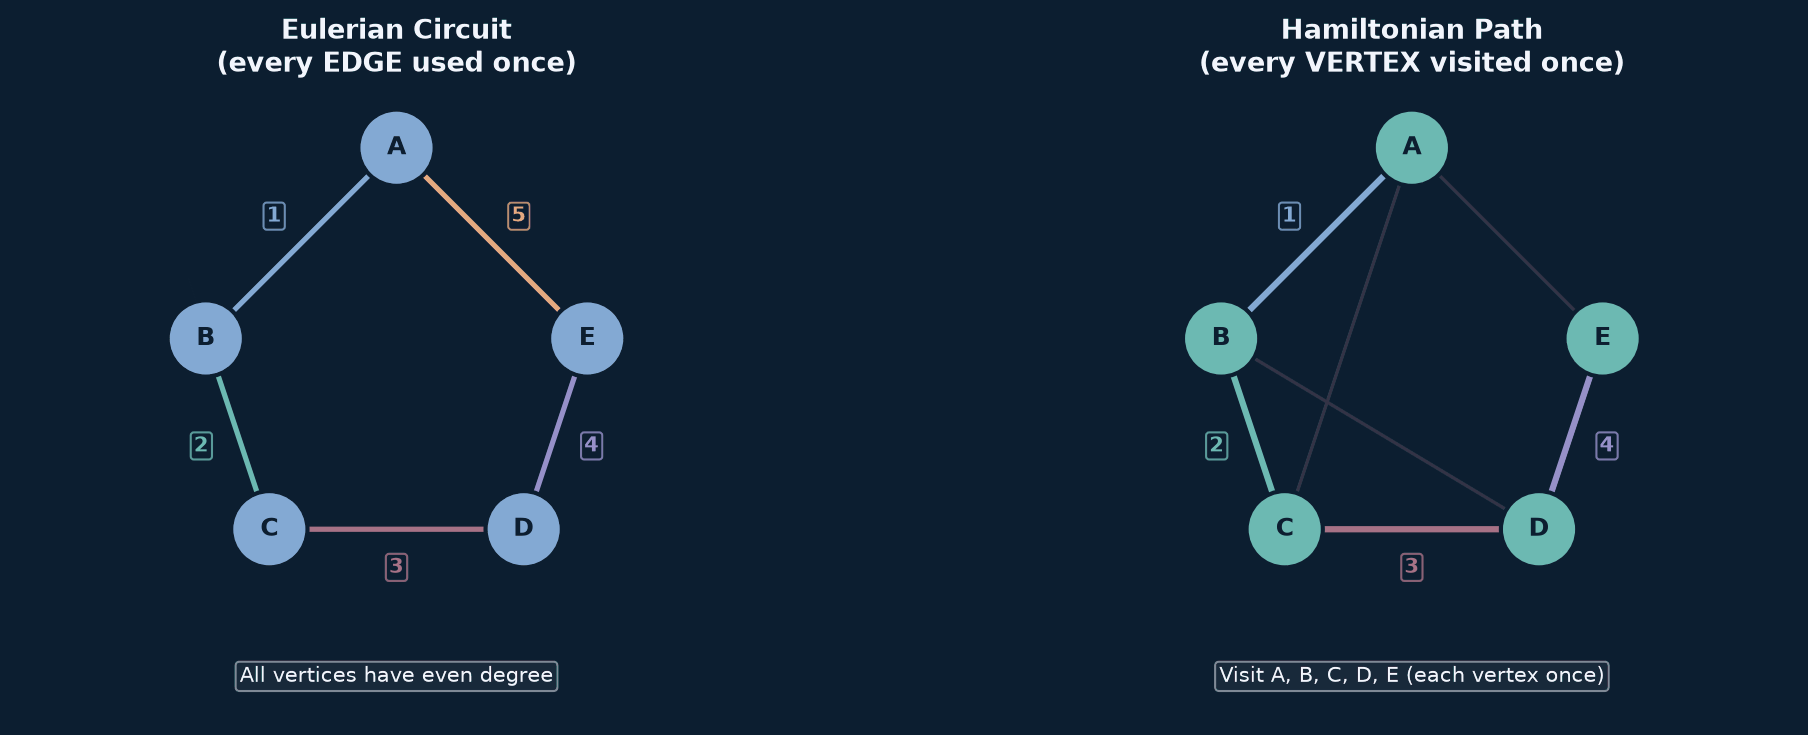 Eulerian Circuit
(every EDGE used once)
A
1
5
B
E
2
4
C
D
3
All vertices have even degree
Hamiltonian Path
(every VERTEX visited once)
A
1
B
E
2
4
C
D
3
Visit A, B, C, D, E (each vertex once)